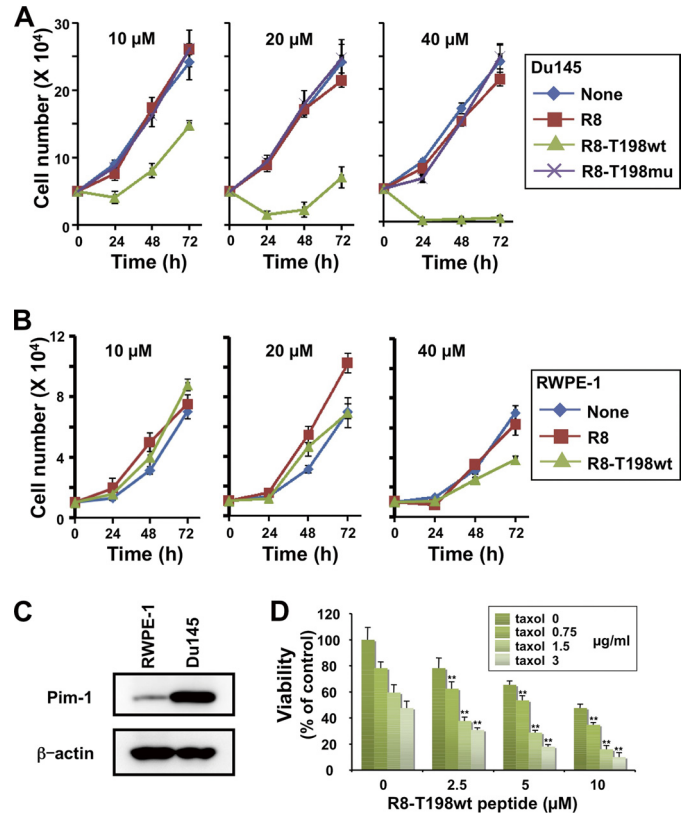 A
10 µM
20 µM
40 µM
Cell number (X 10⁴)
30
20
10
0
0 24 48 72
0 24 48 72
0 24 48 72
Time (h)
Time (h)
Time (h)
Du145
None
R8
R8-T198wt
R8-T198mu
B
10 µM
20 µM
40 µM
Cell number (X 10⁴)
12
8
4
0
0 24 48 72
0 24 48 72
0 24 48 72
Time (h)
Time (h)
Time (h)
RWPE-1
None
R8
R8-T198wt
C
RWPE-1
Du145
Pim-1
β-actin
D
Viability
(% of control)
120
100
80
60
40
20
0
taxol 0
taxol 0.75
taxol 1.5
taxol 3
µg/ml
** ** **
** ** **
** ** **
0 2.5 5 10
R8-T198wt peptide (µM)